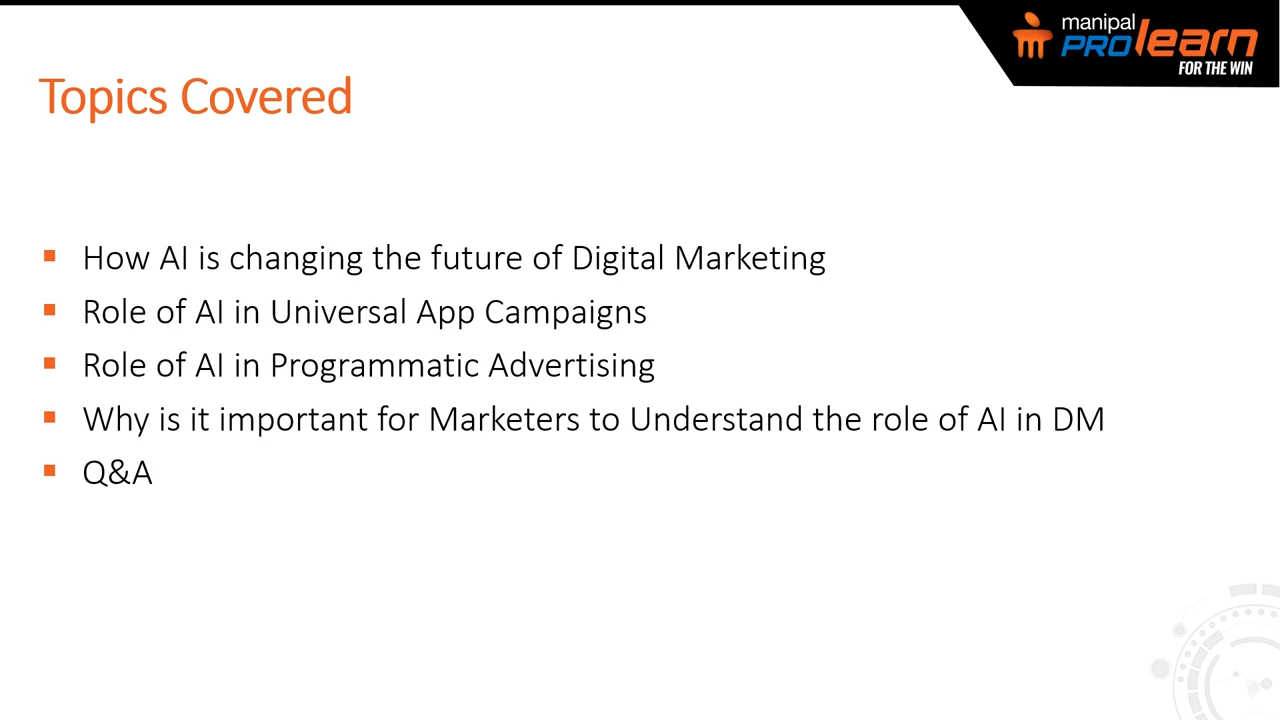 manipal
PROlearn
FOR THE WIN
Topics Covered
How AI is changing the future of Digital Marketing
Role of AI in Universal App Campaigns
Role of AI in Programmatic Advertising
Why is it important for Marketers to Understand the role of AI in DM
Q&A